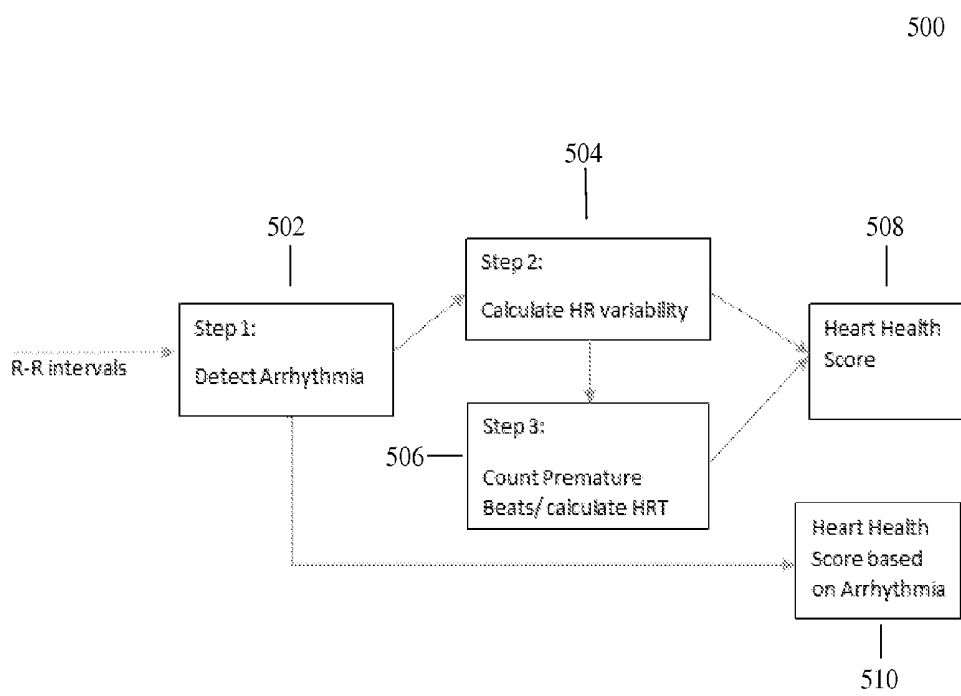 500
504
502
508
Step 2:
Calculate HR variability
Step 1:
Detect Arrhythmia
R-R intervals
Heart Health
Score
Step 3:
Count Premature
Beats/ calculate HRT
506
Heart Health
Score based
on Arrhythmia
510